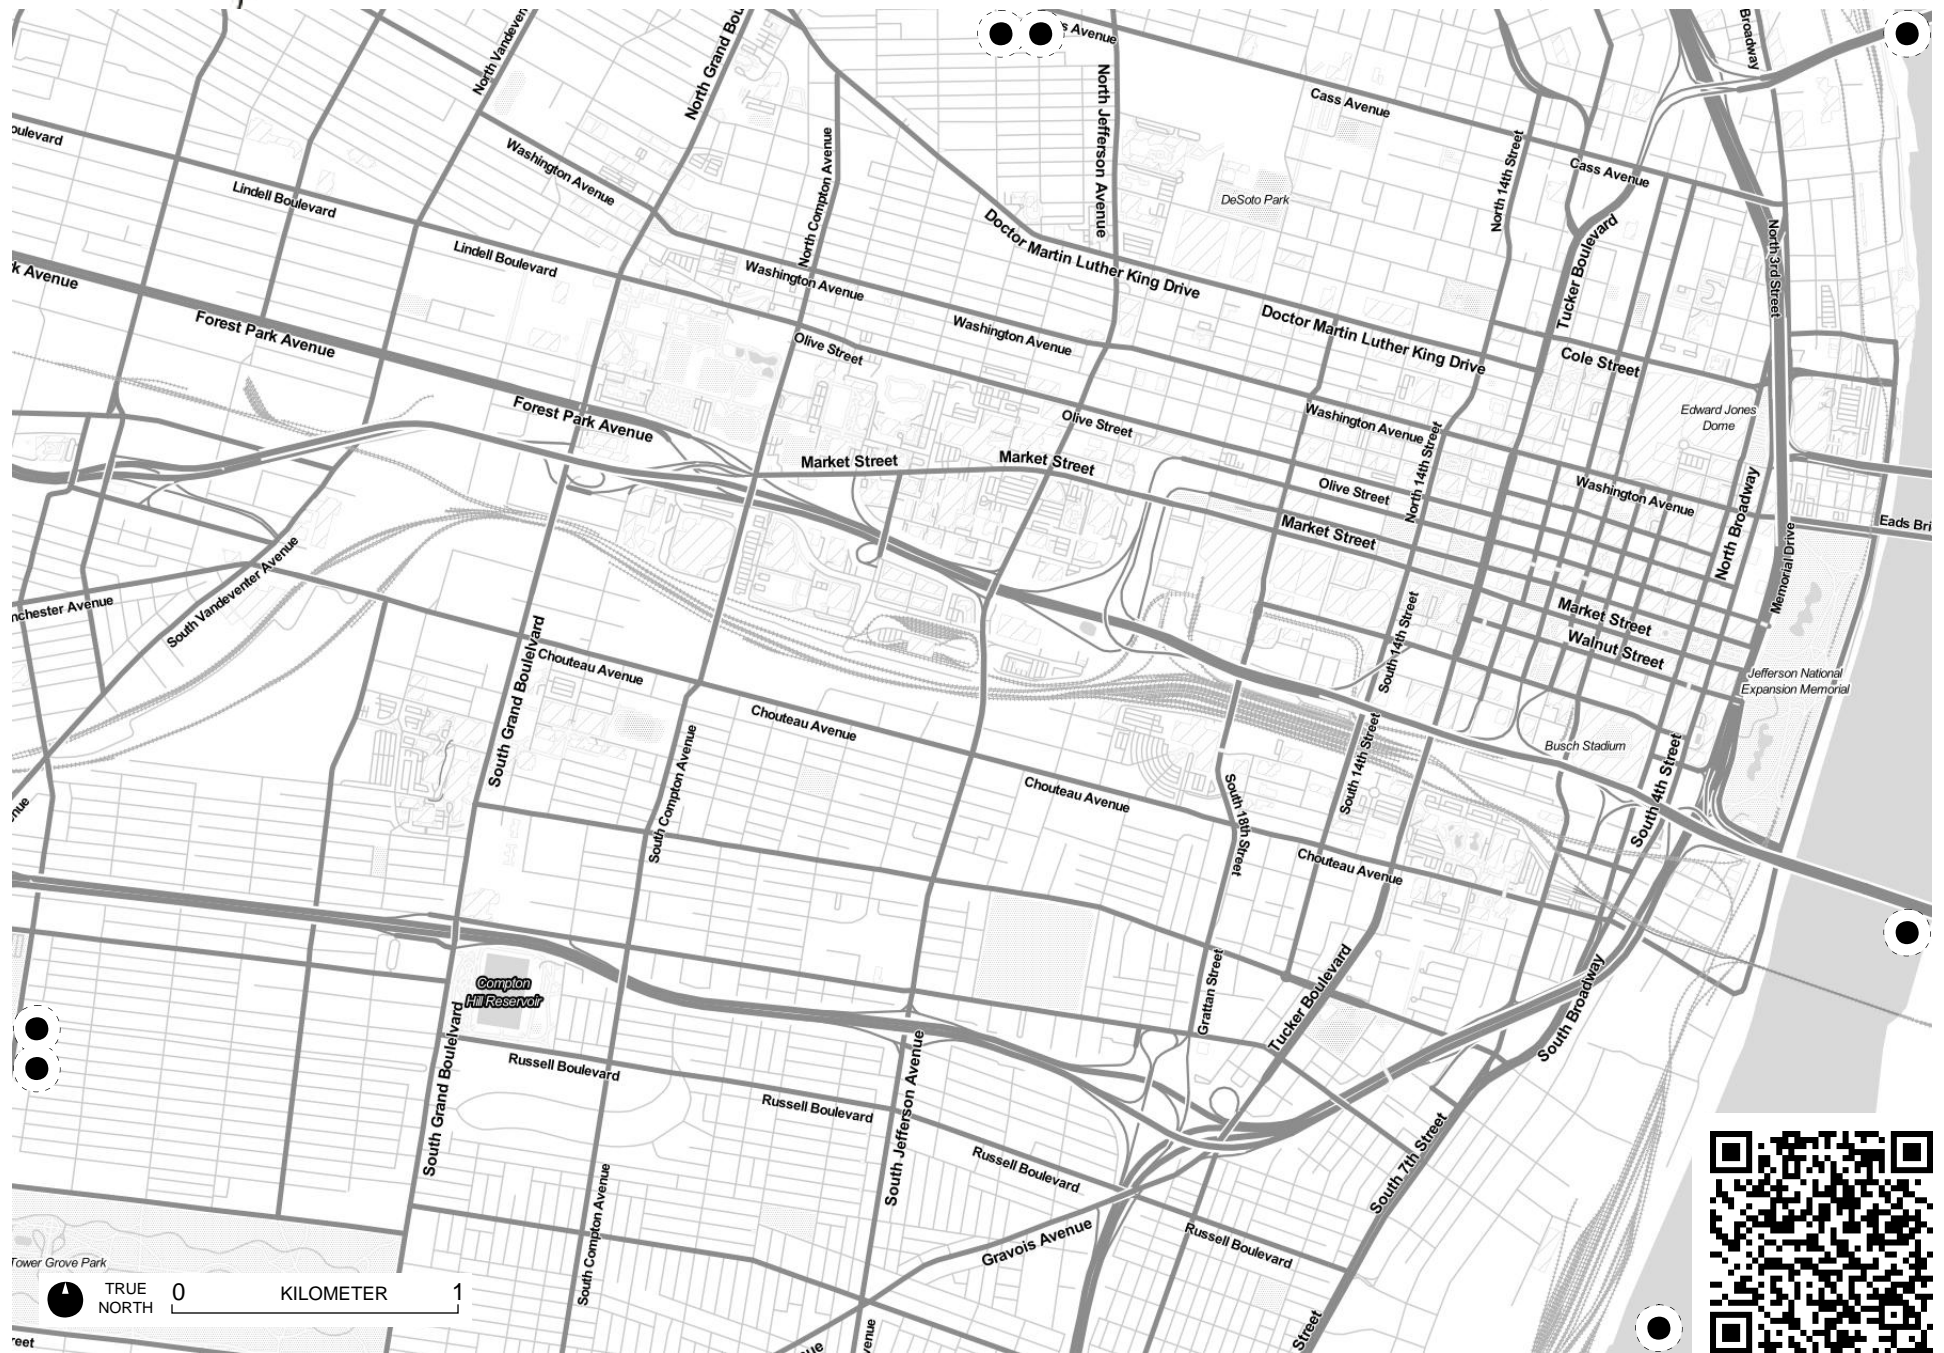 North Grand Bou
s Avenue
Broadway
North Vandeven
Cass Avenue
North Jefferson Avenue
oulevard
Washington Avenue
North Compton Avenue
North 14th Street
Cass Avenue
Lindell Boulevard
DeSoto Park
Doctor Martin Luther King Drive
Tucker Boulevard
North 3rd Street
Lindell Boulevard
k Avenue
Washington Avenue
Forest Park Avenue
Washington Avenue
Doctor Martin Luther King Drive
Olive Street
Cole Street
Forest Park Avenue
Olive Street
Washington Avenue
Edward Jones
Dome
Market Street
Market Street
North 14th Street
Olive Street
Washington Avenue
North Broadway
Market Street
Eads Bri
Memorial Drive
South Vandeventer Avenue
nchester Avenue
Market Street
Walnut Street
South 14th Street
South Grand Boulelvard
Chouteau Avenue
Jefferson National
Expansion Memorial
Chouteau Avenue
South Compton Avenue
South 14th Street
Busch Stadium
South 4th Street
Chouteau Avenue
South 18th Street
nue
Chouteau Avenue
Compton
Hill Reservoir
Grattan Street
Tucker Boulevard
South Broadway
South Grand Boulelvard
Russell Boulevard
South Jefferson Avenue
Russell Boulevard
South 7th Street
Russell Boulevard
South Compton Avenue
Gravois Avenue
Russell Boulevard
Tower Grove Park
TRUE
NORTH
0 KILOMETER 1
reet
ue
venue
Street